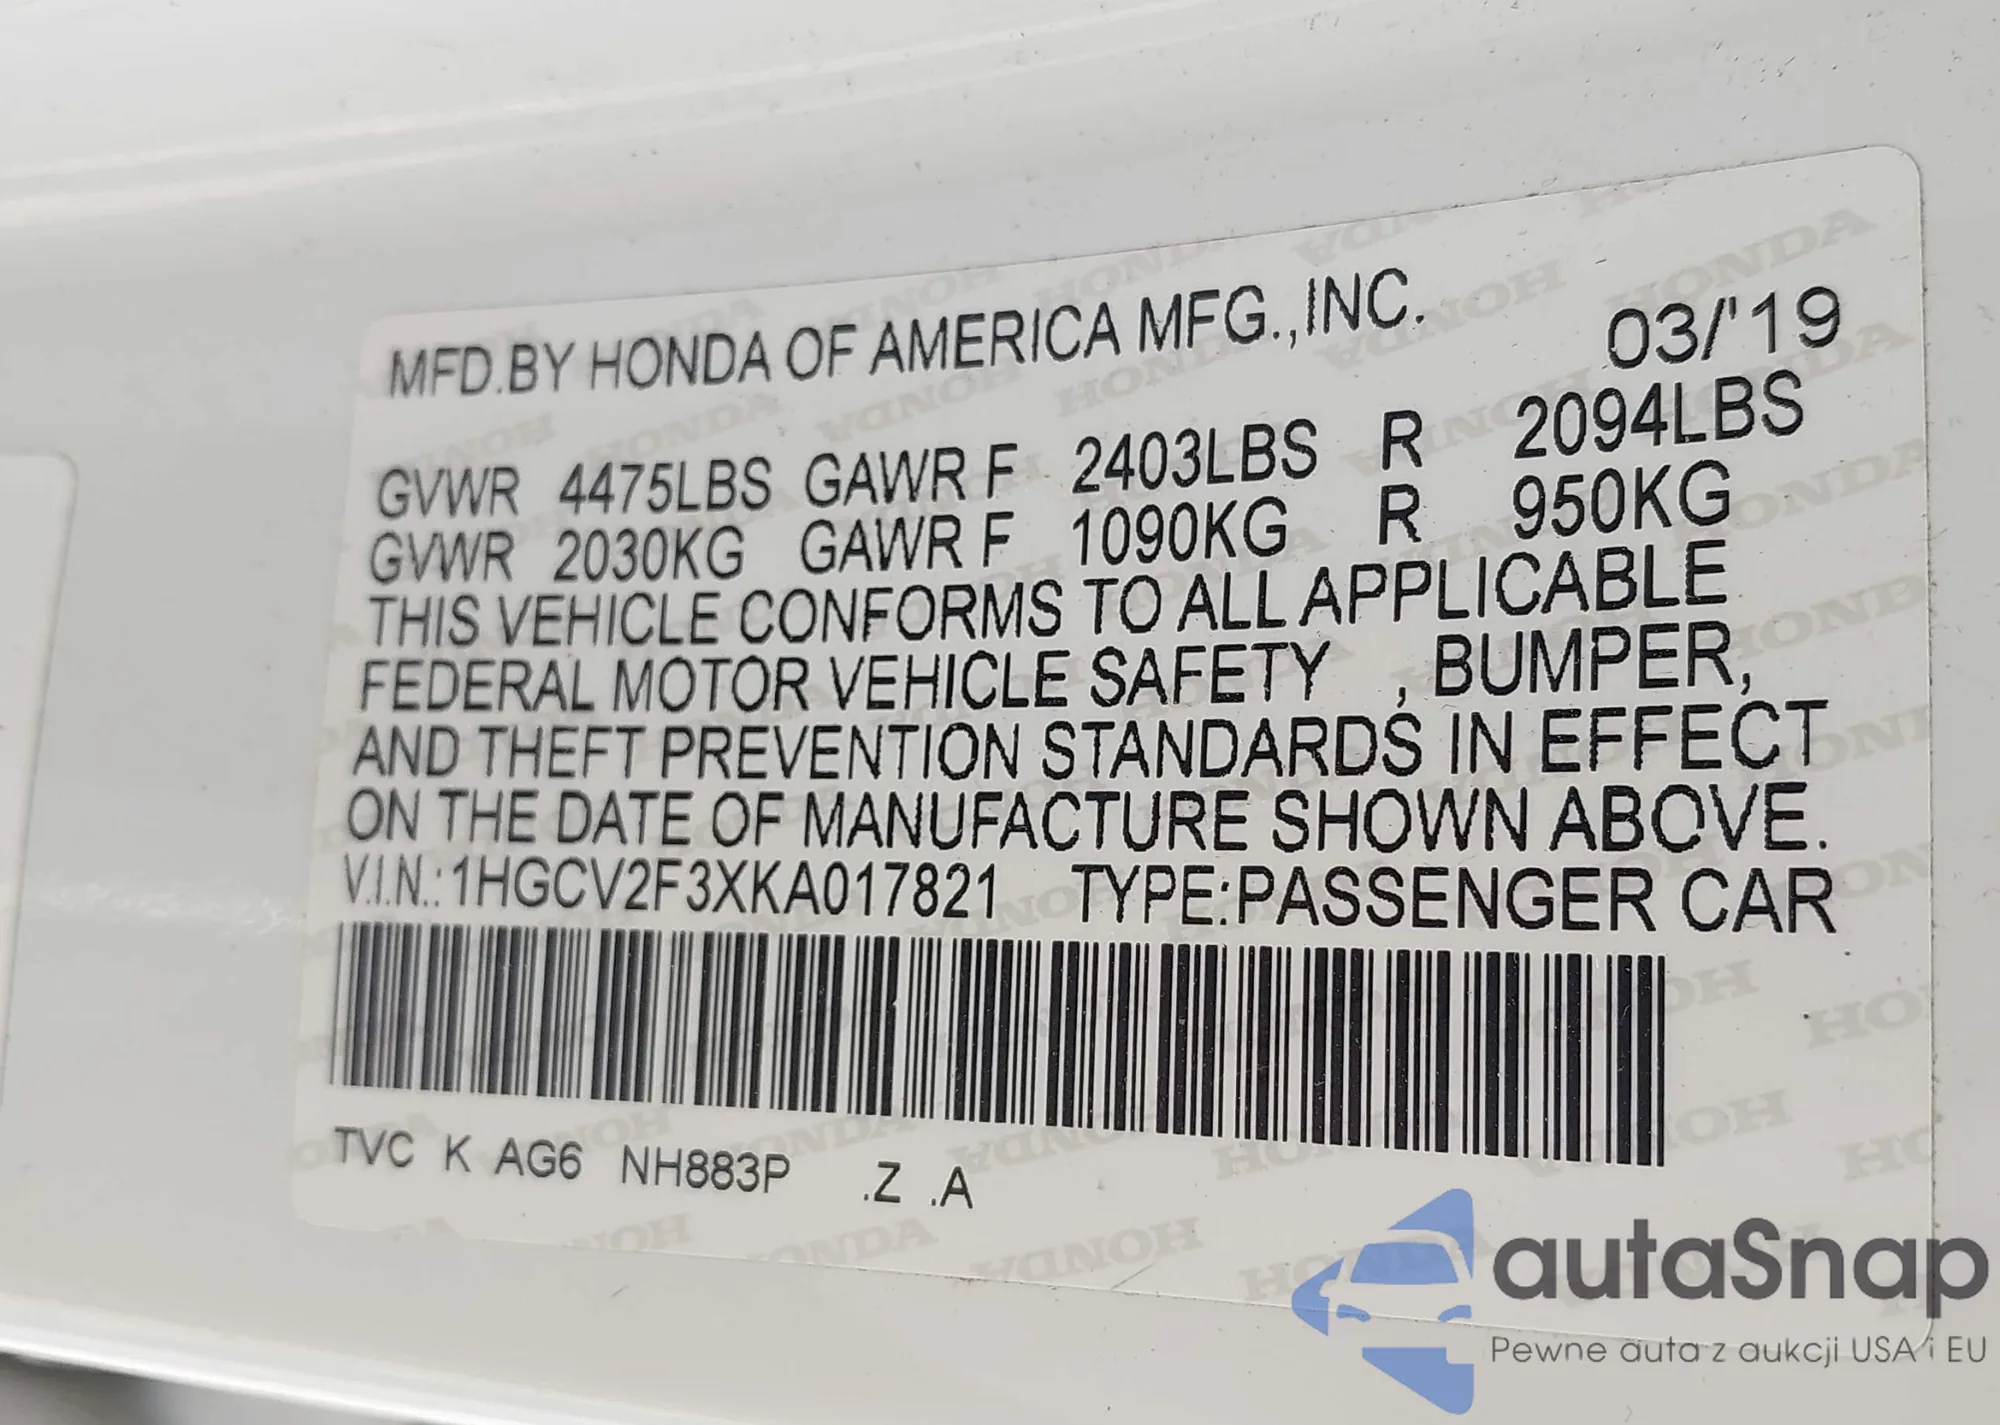 MFD.BY HONDA OF AMERICA MFG.,INC. 03/'19
GVWR 4475LBS GAWR F 2403LBS R 2094LBS
GVWR 2030KG GAWR F 1090KG R 950KG
THIS VEHICLE CONFORMS TO ALL APPLICABLE
FEDERAL MOTOR VEHICLE SAFETY , BUMPER,
AND THEFT PREVENTION STANDARDS IN EFFECT
ON THE DATE OF MANUFACTURE SHOWN ABOVE.
V.I.N.:1HGCV2F3XKA017821 TYPE:PASSENGER CAR
TVC K AG6 NH883P .Z .A
autaSnap
Pewne auta z aukcji USA i EU